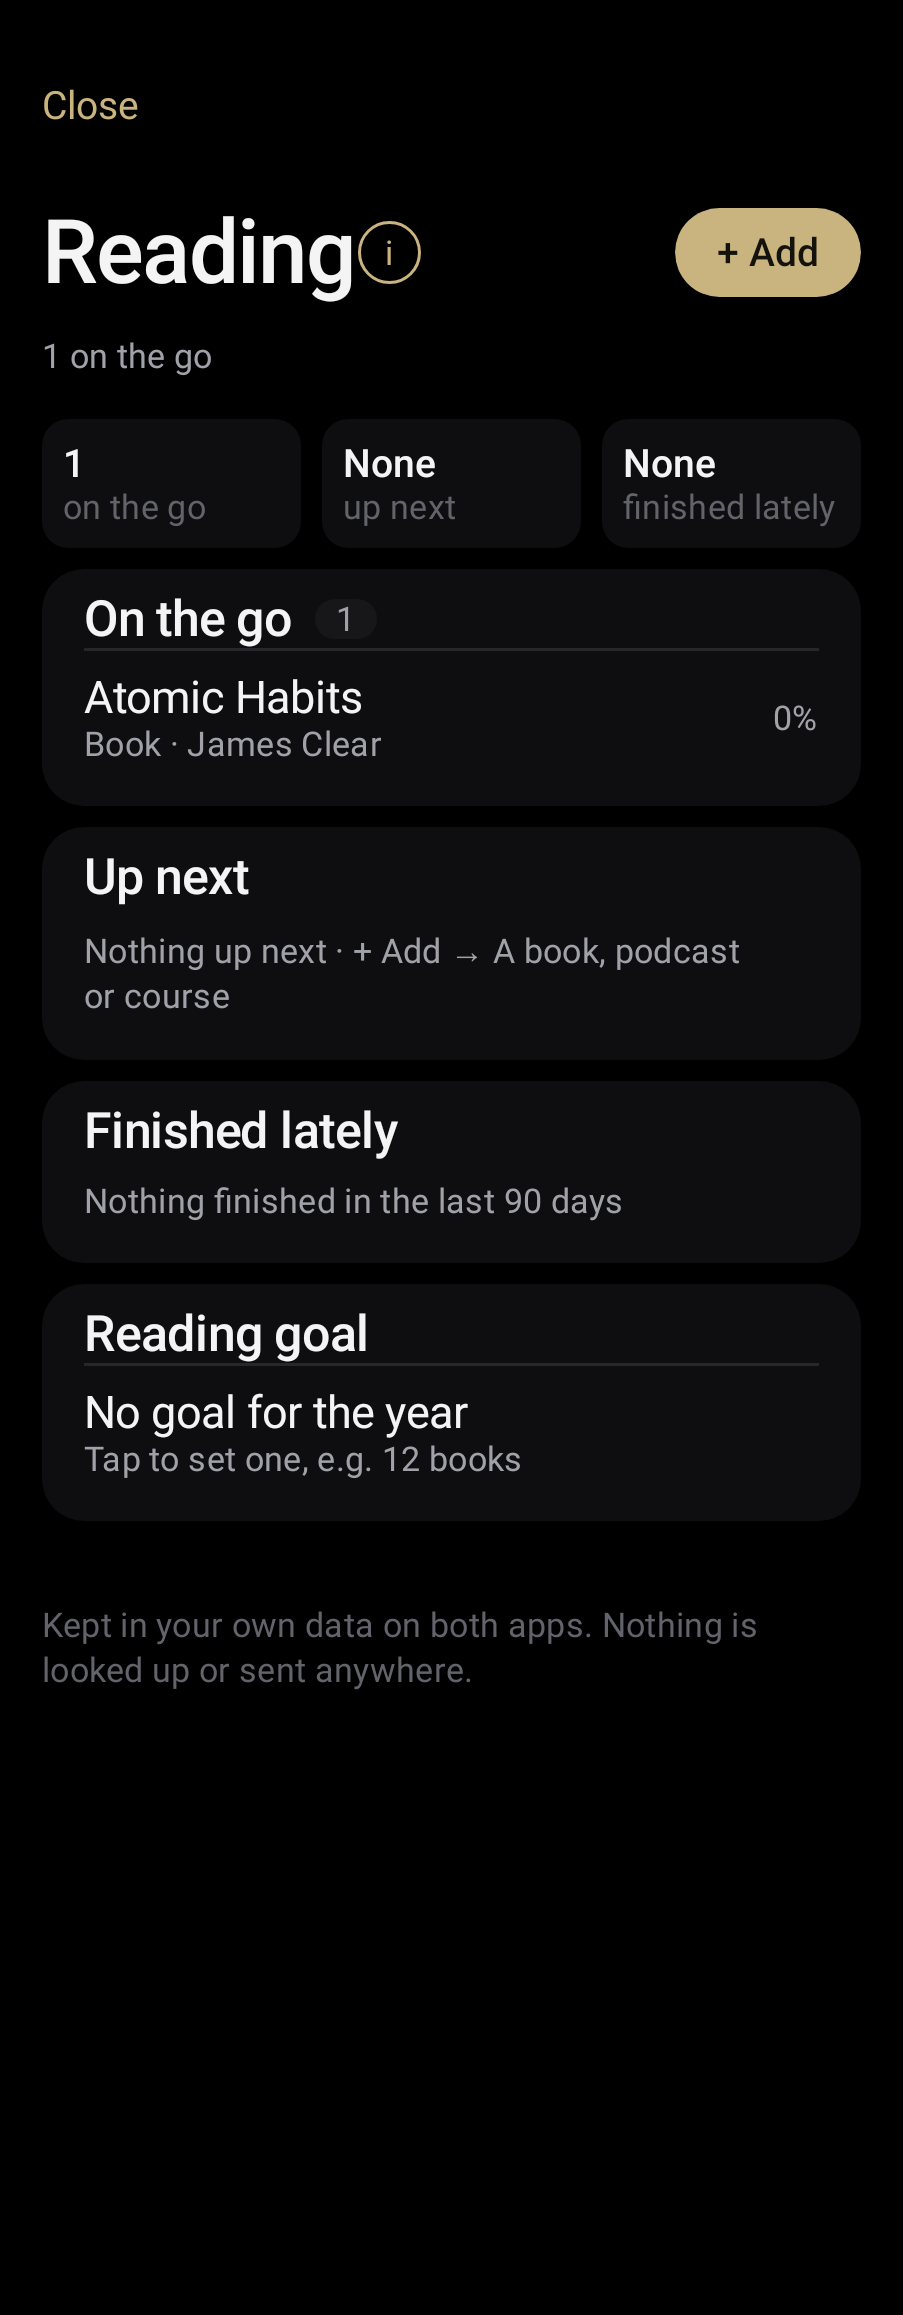 Close
Reading i
+ Add
1 on the go
1
on the go
None
up next
None
finished lately
On the go 1
Atomic Habits
Book · James Clear
0%
Up next
Nothing up next · + Add → A book, podcast
or course
Finished lately
Nothing finished in the last 90 days
Reading goal
No goal for the year
Tap to set one, e.g. 12 books
Kept in your own data on both apps. Nothing is
looked up or sent anywhere.